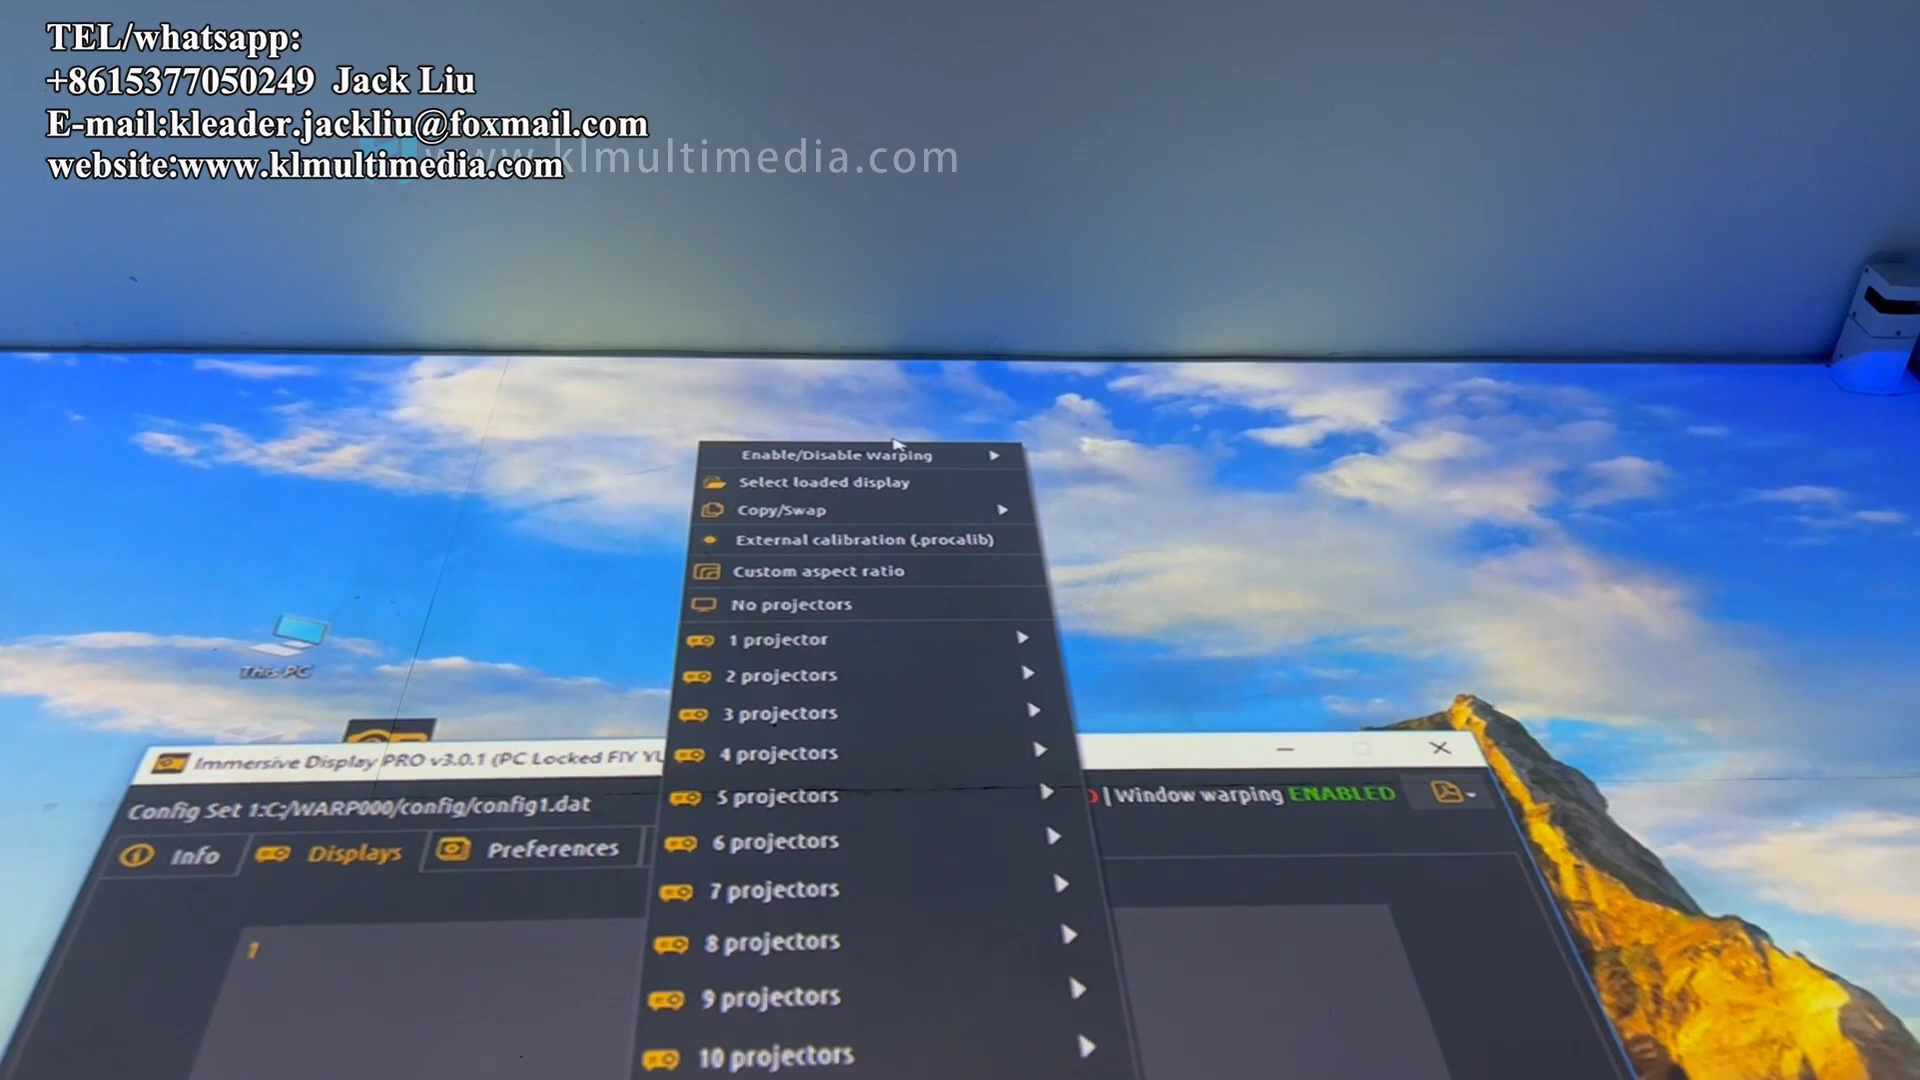 TEL/whatsapp:
+8615377050249 Jack Liu
E-mail:kleader.jackliu@foxmail.com
website:www.klmultimedia.com
www.klmultimedia.com
Enable/Disable Warping
Select loaded display
Copy/Swap
External calibration (.procalib)
Custom aspect ratio
No projectors
1 projector
2 projectors
3 projectors
4 projectors
5 projectors
6 projectors
7 projectors
8 projectors
9 projectors
10 projectors
This PC
Immersive Display PRO v3.0.1 (PC Locked FIY YU
Config Set 1:C:/WARP000/config/config1.dat
| Window warping ENABLED
Info
Displays
Preferences
1